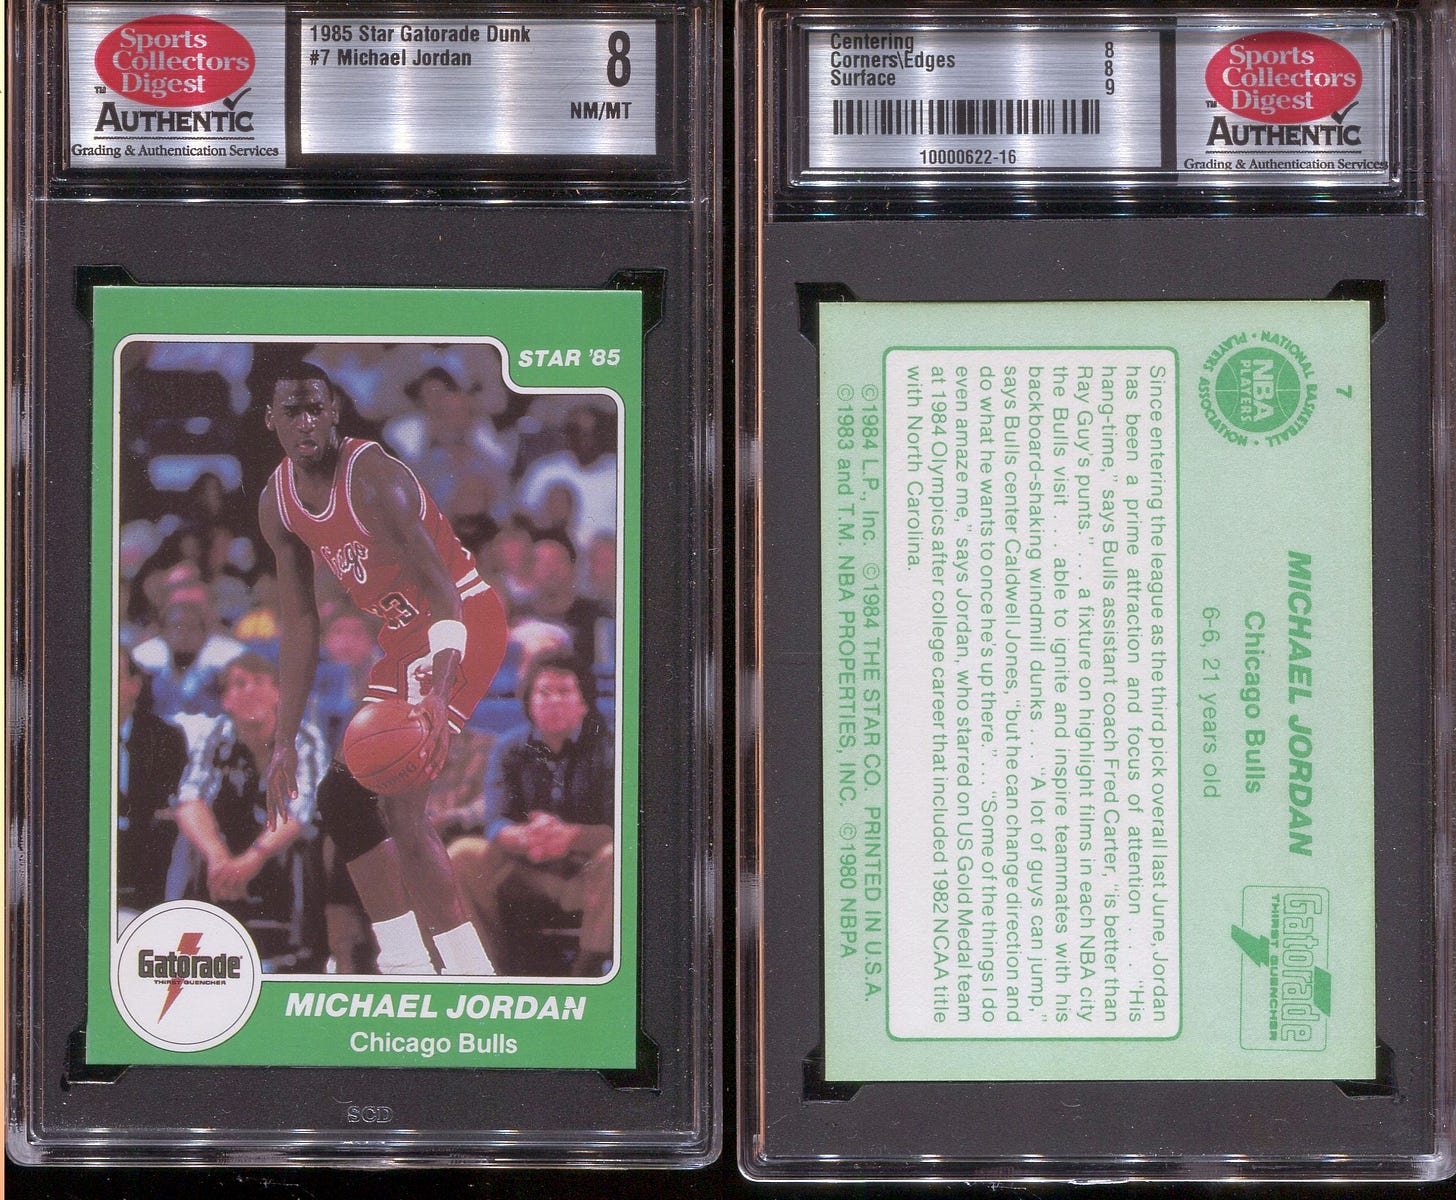 Sports
Collectors
Digest
™
AUTHENTIC
Grading & Authentication Services
1985 Star Gatorade Dunk
#7 Michael Jordan
8
NM/MT
STAR '85
Gatorade
THIRST QUENCHER
MICHAEL JORDAN
Chicago Bulls
SCD
Centering 8
Corners\Edges 8
Surface 9
10000622-16
Sports
Collectors
Digest
™
AUTHENTIC
Grading & Authentication Services
7
NATIONAL BASKETBALL
PLAYERS ASSOCIATION
NBA
PLAYERS
MICHAEL JORDAN
Chicago Bulls
6-6, 21 years old
Gatorade
THIRST QUENCHER
Since entering the league as the third pick overall last June, Jordan
has been a prime attraction and focus of attention . . . "His
hang-time," says Bulls assistant coach Fred Carter, "is better than
Ray Guy's punts." . . . a fixture on highlight films in each NBA city
the Bulls visit . . . able to ignite and inspire teammates with his
backboard-shaking windmill dunks . . . "A lot of guys can jump,"
says Bulls center Caldwell Jones, "but he can change direction and
do what he wants to once he's up there." . . . "Some of the things I do
even amaze me," says Jordan, who starred on US Gold Medal team
at 1984 Olympics after college career that included 1982 NCAA title
with North Carolina.
©1984 L.P., Inc. ©1984 THE STAR CO. PRINTED IN U.S.A.
©1983 and T.M. NBA PROPERTIES, INC. ©1980 NBPA